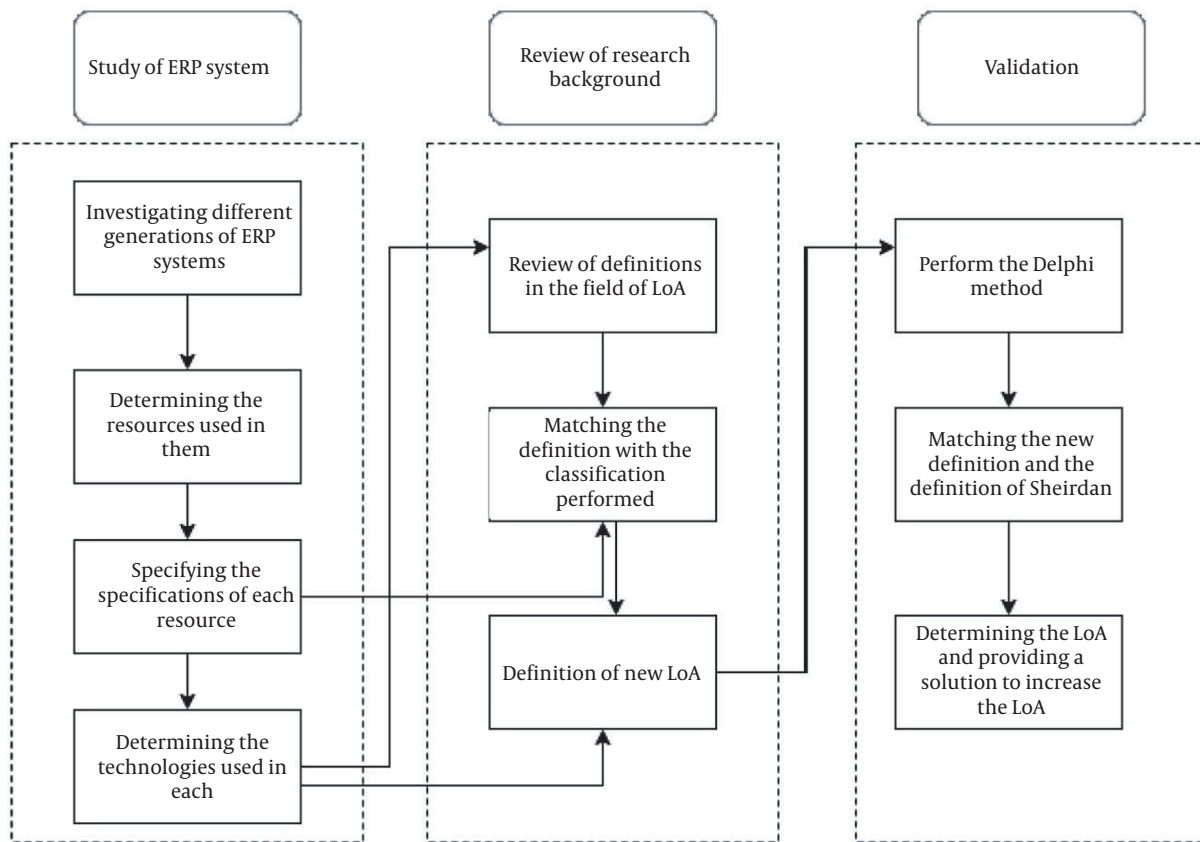 Study of ERP system
Review of research
background
Validation
Investigating different
generations of ERP
systems
Determining the
resources used in
them
Specifying the
specifications of each
resource
Determining the
technologies used in
each
Review of definitions
in the field of LoA
Matching the
definition with the
classification
performed
Definition of new LoA
Perform the Delphi
method
Matching the new
definition and the
definition of Sheirdan
Determining the LoA
and providing a
solution to increase
the LoA